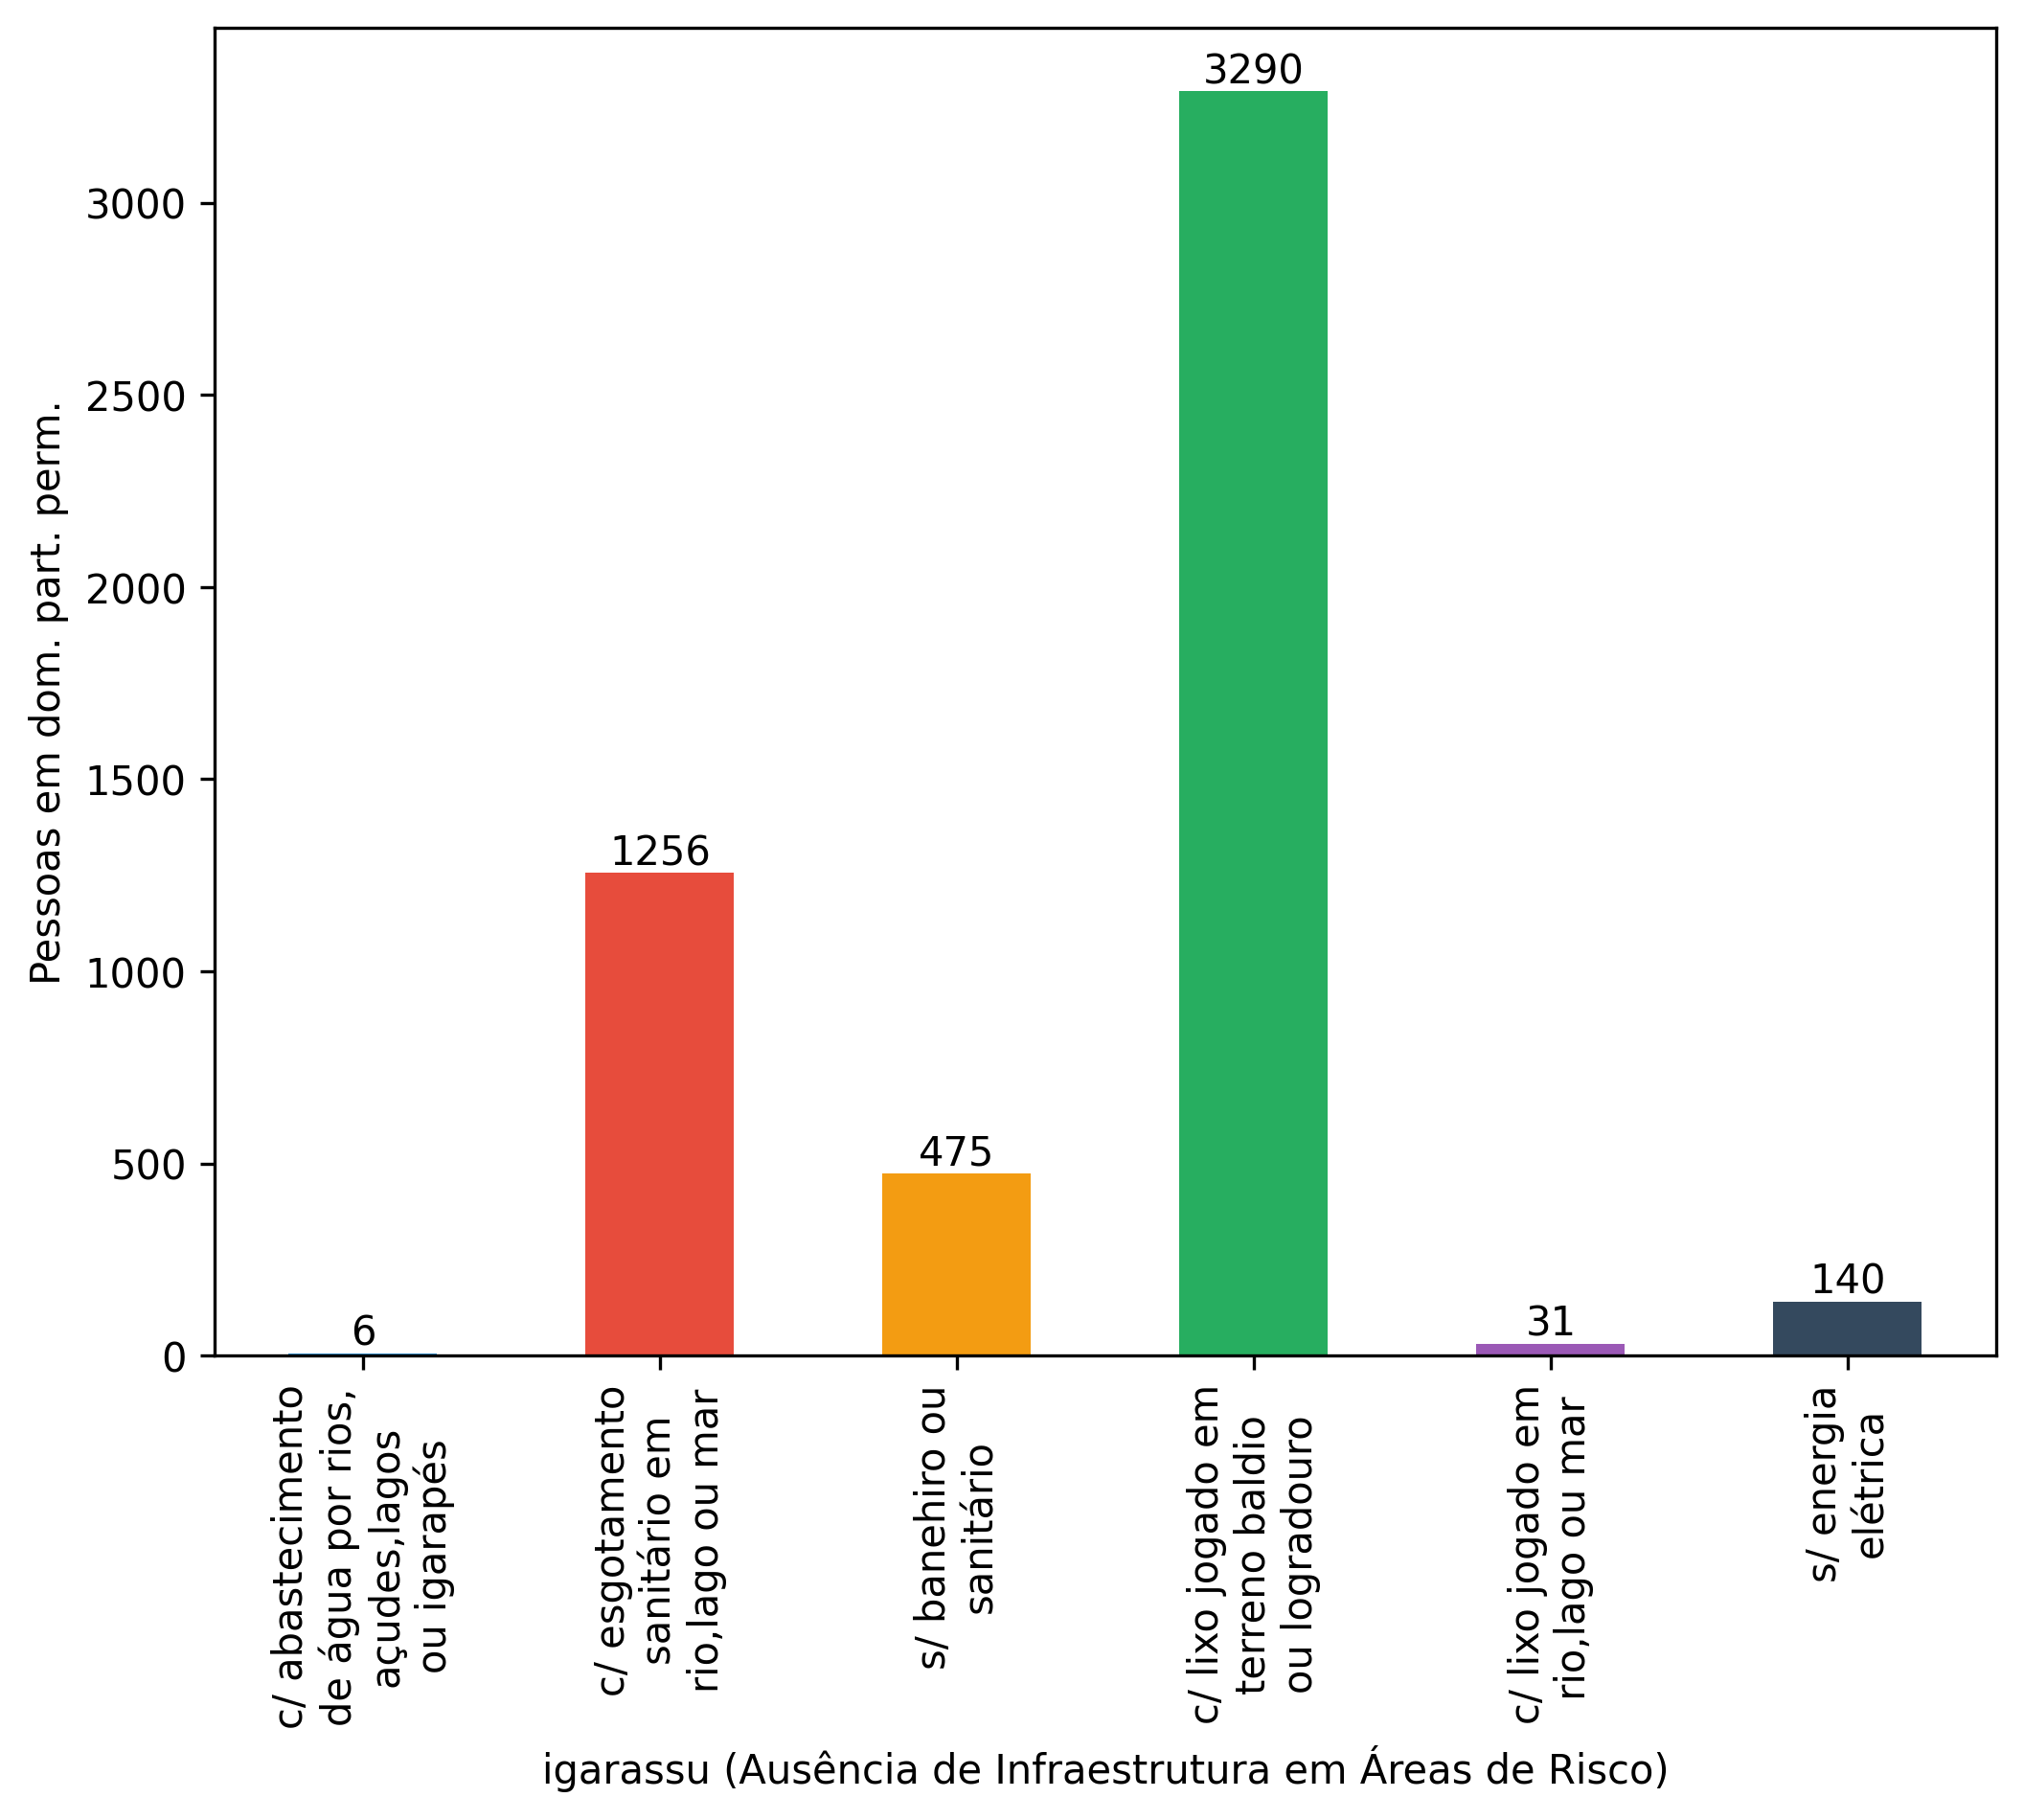 Pessoas em dom. part. perm.
3000
2500
2000
1500
1000
500
0
6
1256
475
3290
31
140
c/ abastecimento
de água por rios,
açudes,lagos
ou igarapés
c/ esgotamento
sanitário em
rio,lago ou mar
s/ banehiro ou
sanitário
c/ lixo jogado em
terreno baldio
ou logradouro
c/ lixo jogado em
rio,lago ou mar
s/ energia
elétrica
igarassu (Ausência de Infraestrutura em Áreas de Risco)